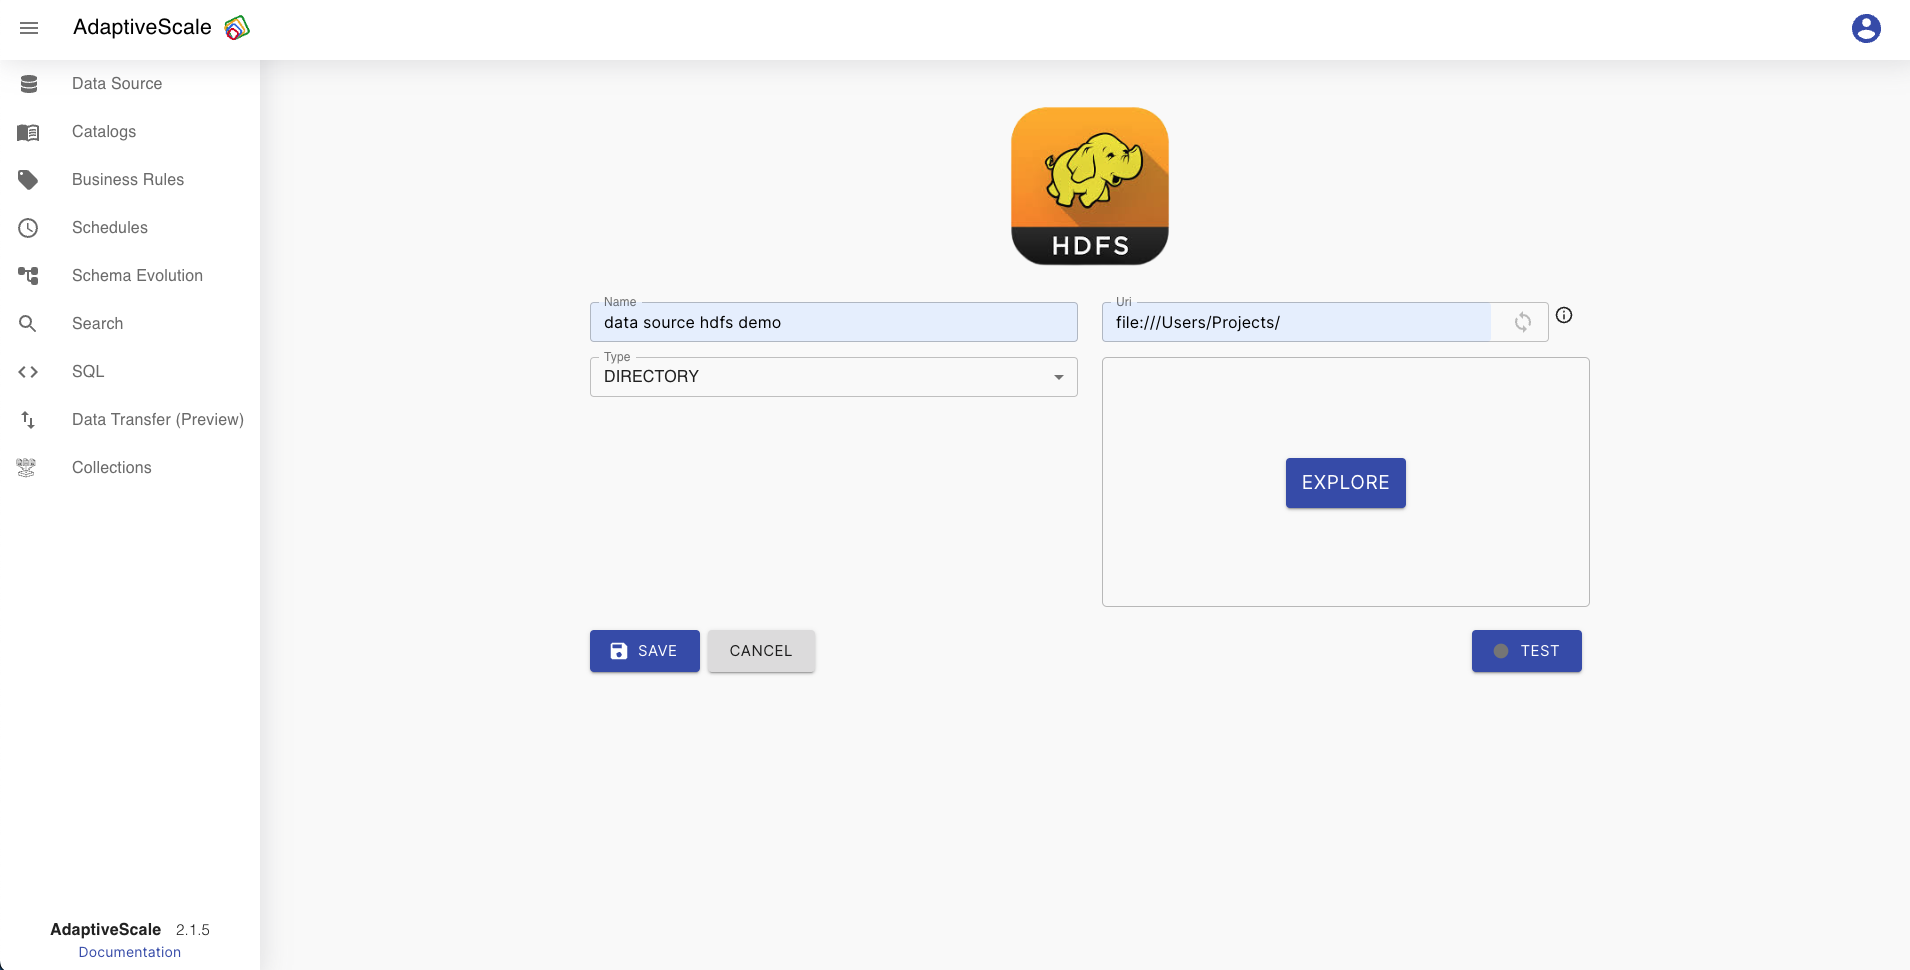 AdaptiveScale
Data Source
Catalogs
Business Rules
Schedules
Schema Evolution
Search
SQL
Data Transfer (Preview)
Collections
AdaptiveScale 2.1.5
Documentation
HDFS
Name
data source hdfs demo
Uri
file:///Users/Projects/
Type
DIRECTORY
EXPLORE
SAVE
CANCEL
TEST